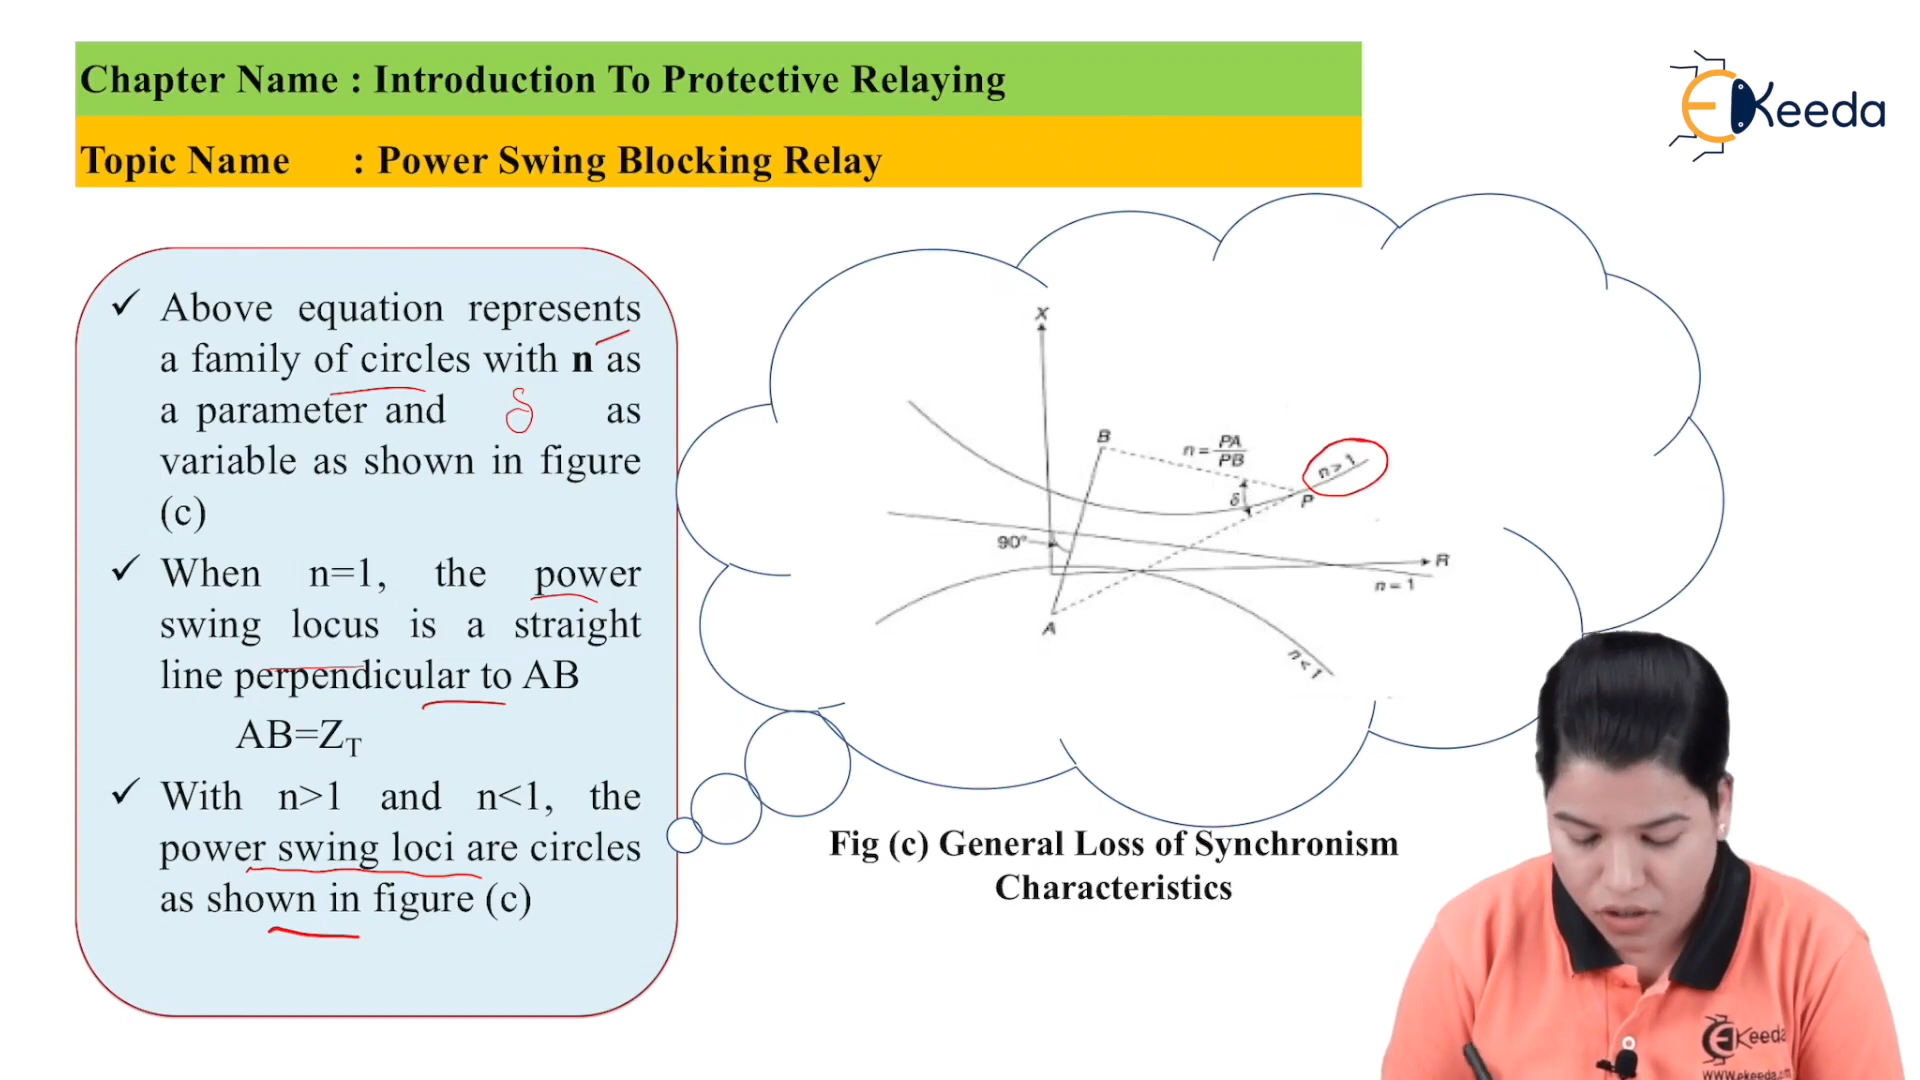 Chapter Name : Introduction To Protective Relaying
Topic Name : Power Swing Blocking Relay
EKeeda
✓ Above equation represents
a family of circles with n as
a parameter and δ as
variable as shown in figure
(c)
✓ When n=1, the power
swing locus is a straight
line perpendicular to AB
AB=Z_T
✓ With n>1 and n<1, the
power swing loci are circles
as shown in figure (c)
X
B
n = PA/PB
n > 1
δ
P
90°
R
n = 1
A
n < 1
Fig (c) General Loss of Synchronism
Characteristics
EKeeda